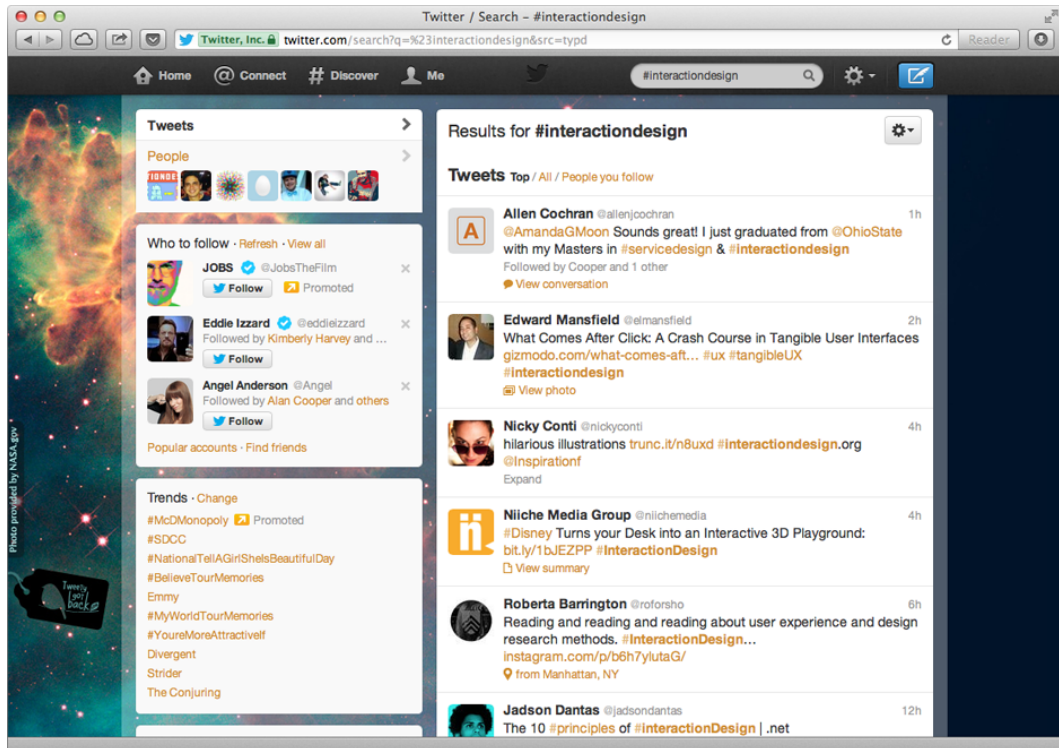 Twitter / Search – #interactiondesign
Twitter, Inc. twitter.com/search?q=%23interactiondesign&src=typd
Reader
Home
Connect
Discover
Me
#interactiondesign
Tweets
People
Who to follow · Refresh · View all
JOBS @JobsTheFilm
Follow
Promoted
Eddie Izzard @eddieizzard
Followed by Kimberly Harvey and ...
Follow
Angel Anderson @Angel
Followed by Alan Cooper and others
Follow
Popular accounts · Find friends
Trends · Change
#McDMonopoly Promoted
#SDCC
#NationalTellAGirlSheIsBeautifulDay
#BelieveTourMemories
Emmy
#MyWorldTourMemories
#YoureMoreAttractiveIf
Divergent
Strider
The Conjuring
Photo provided by NASA.gov
Tweety
got
back
Results for #interactiondesign
Tweets Top / All / People you follow
Allen Cochran @allenjcochran 1h
@AmandaGMoon Sounds great! I just graduated from @OhioState
with my Masters in #servicedesign & #interactiondesign
Followed by Cooper and 1 other
View conversation
Edward Mansfield @elmansfield 2h
What Comes After Click: A Crash Course in Tangible User Interfaces
gizmodo.com/what-comes-aft... #ux #tangibleUX
#interactiondesign
View photo
Nicky Conti @nickyconti 4h
hilarious illustrations trunc.it/n8uxd #interactiondesign.org
@Inspirationf
Expand
Niiche Media Group @niichemedia 4h
#Disney Turns your Desk into an Interactive 3D Playground:
bit.ly/1bJEZPP #InteractionDesign
View summary
Roberta Barrington @roforsho 6h
Reading and reading and reading about user experience and design
research methods. #InteractionDesign...
instagram.com/p/b6h7ylutaG/
from Manhattan, NY
Jadson Dantas @jadsondantas 12h
The 10 #principles of #interactionDesign | .net